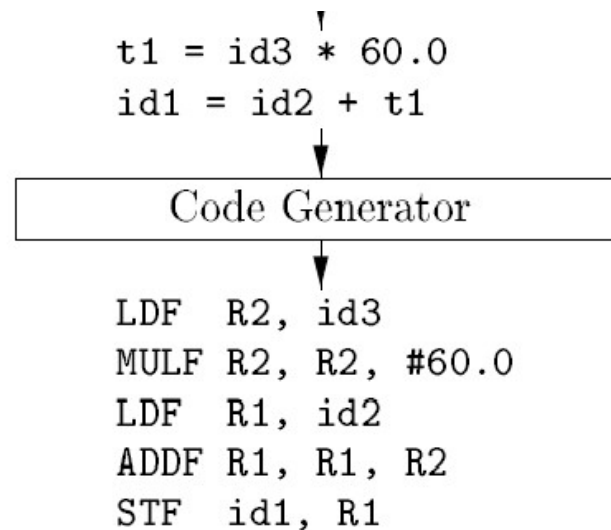 t1 = id3 * 60.0
id1 = id2 + t1
Code Generator
LDF R2, id3
MULF R2, R2, #60.0
LDF R1, id2
ADDF R1, R1, R2
STF id1, R1